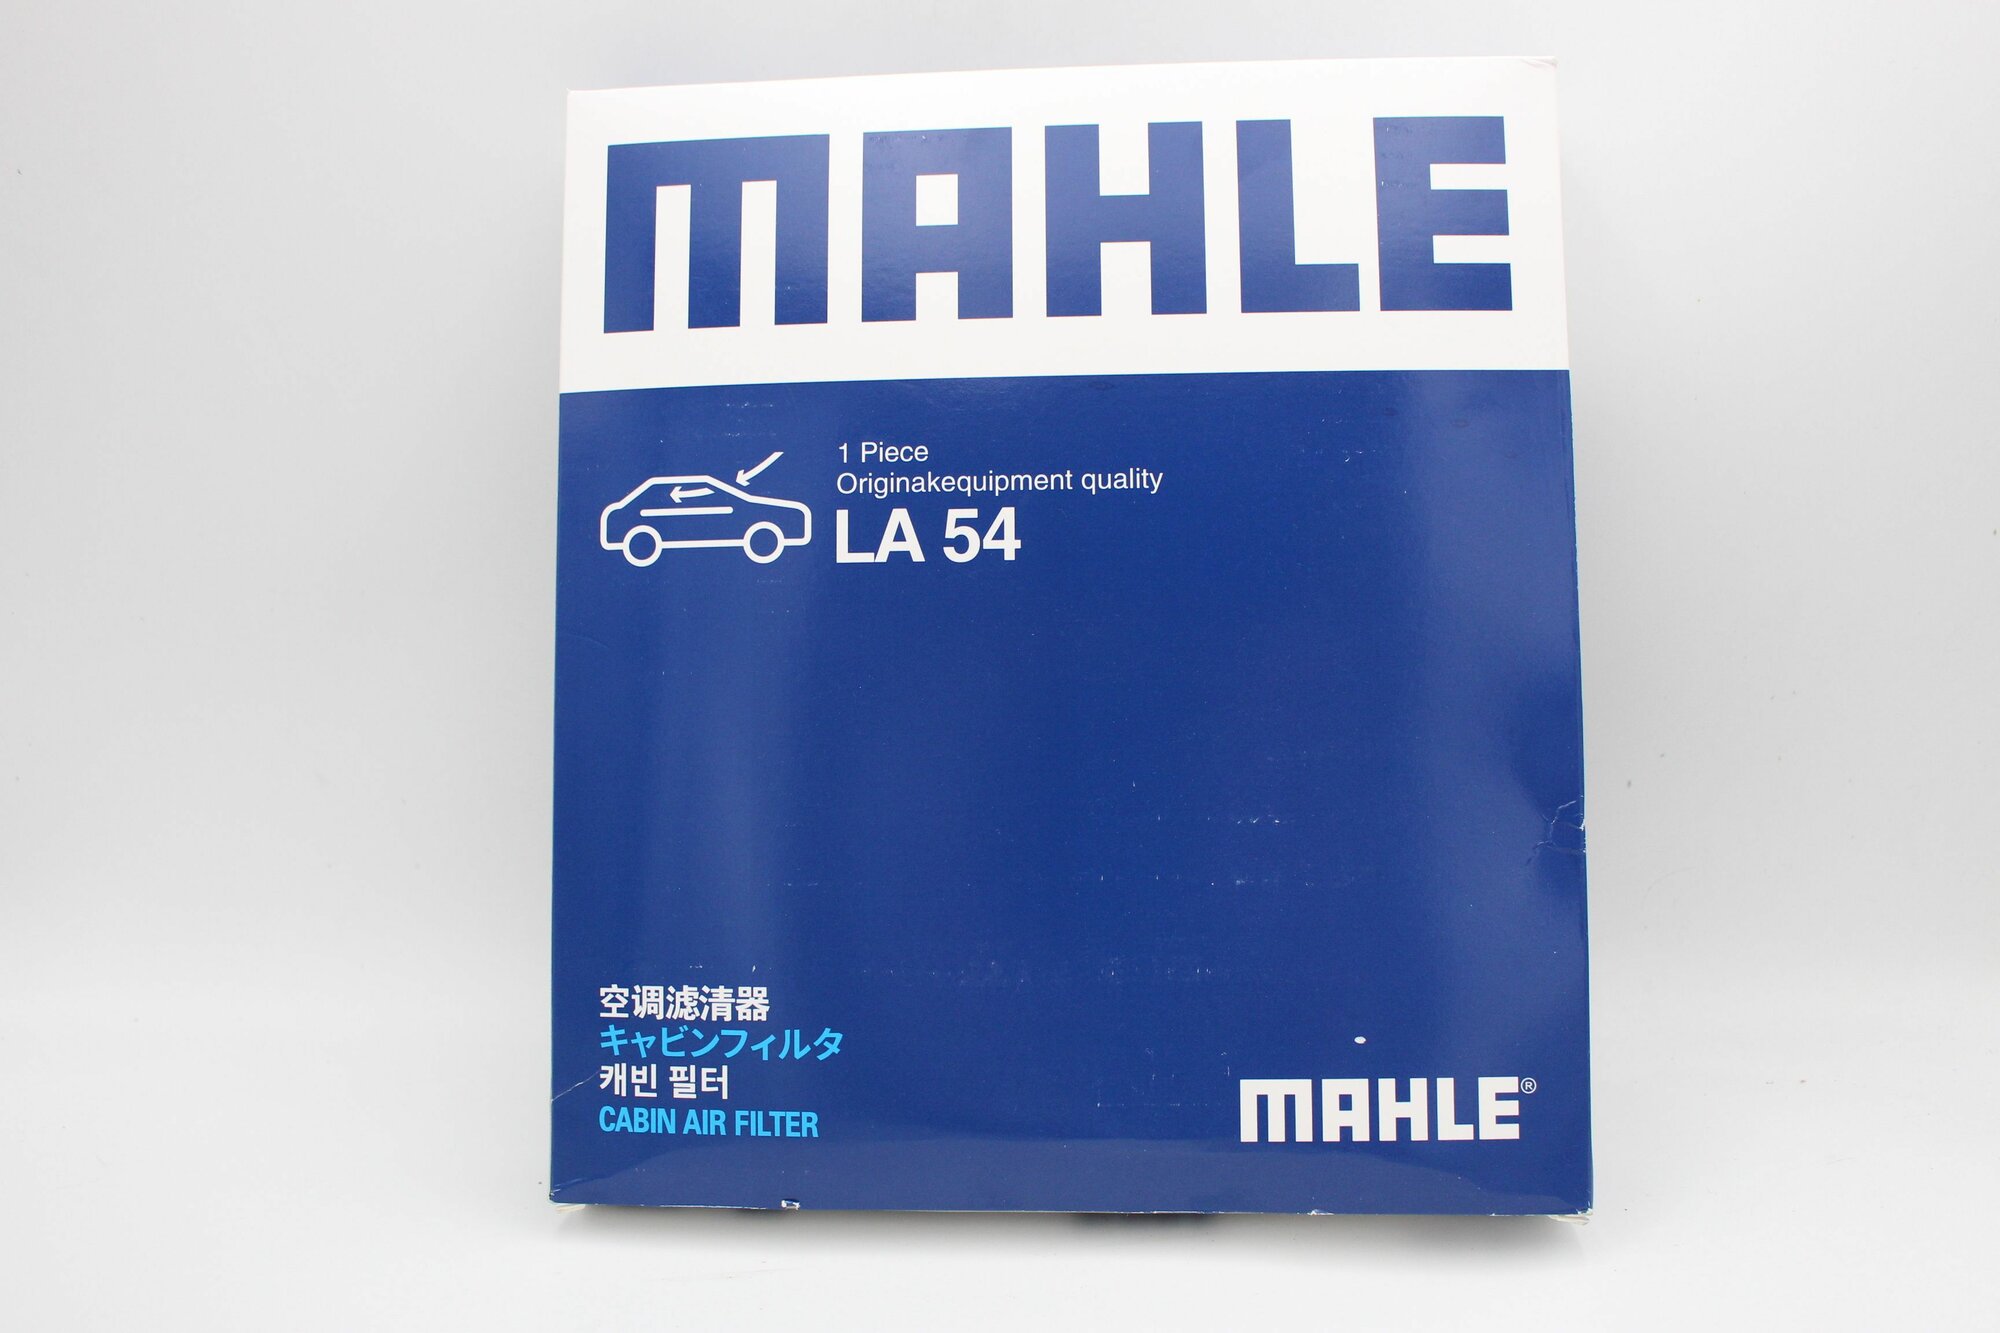 MAHLE
1 Piece
Originakequipment quality
LA 54
空调滤清器
キャビンフィルタ
캐빈 필터
CABIN AIR FILTER
MAHLE®